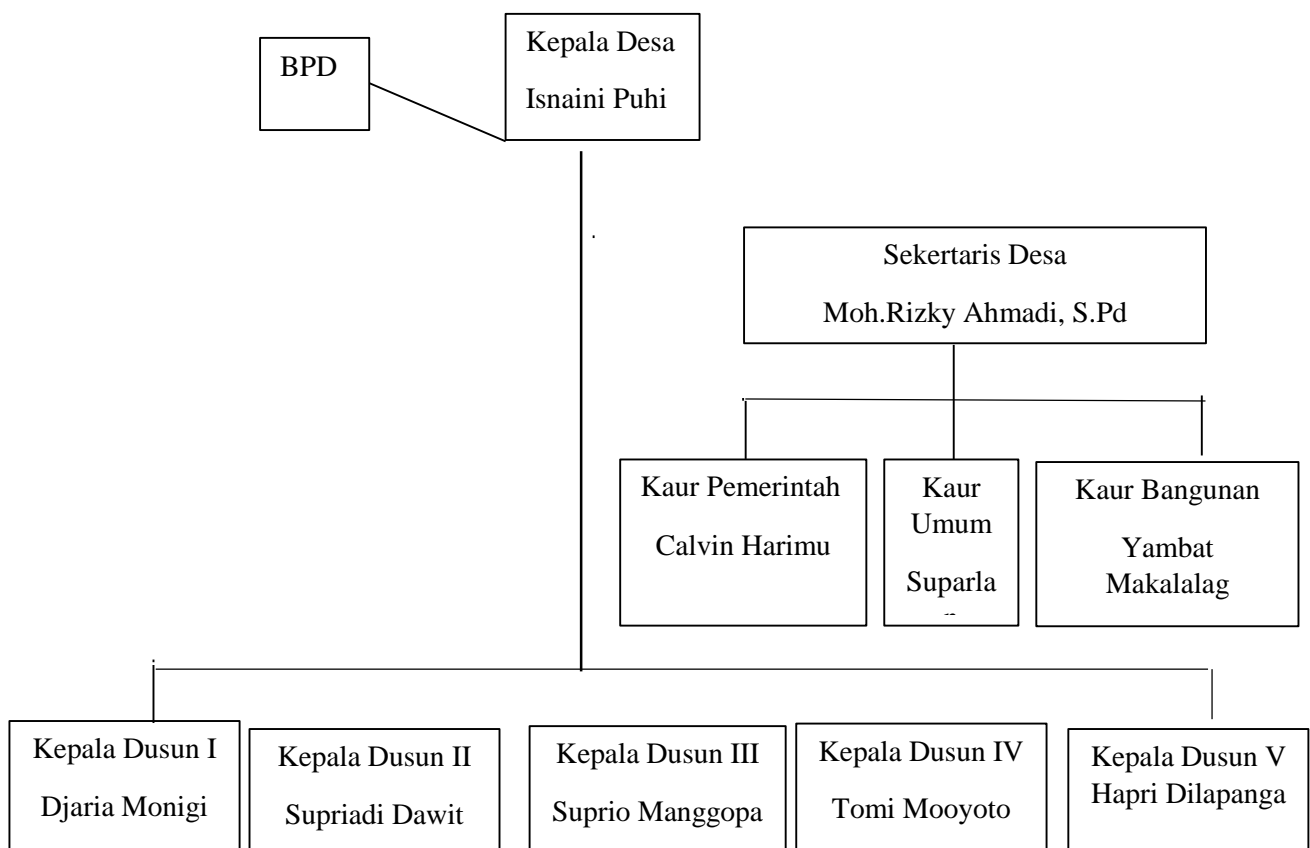 BPD
Kepala Desa
Isnaini Puhi
Sekertaris Desa
Moh.Rizky Ahmadi, S.Pd
Kaur Pemerintah
Calvin Harimu
Kaur
Umum
Suparla
Kaur Bangunan
Yambat
Makalalag
Kepala Dusun I
Djaria Monigi
Kepala Dusun II
Supriadi Dawit
Kepala Dusun III
Suprio Manggopa
Kepala Dusun IV
Tomi Mooyoto
Kepala Dusun V
Hapri Dilapanga